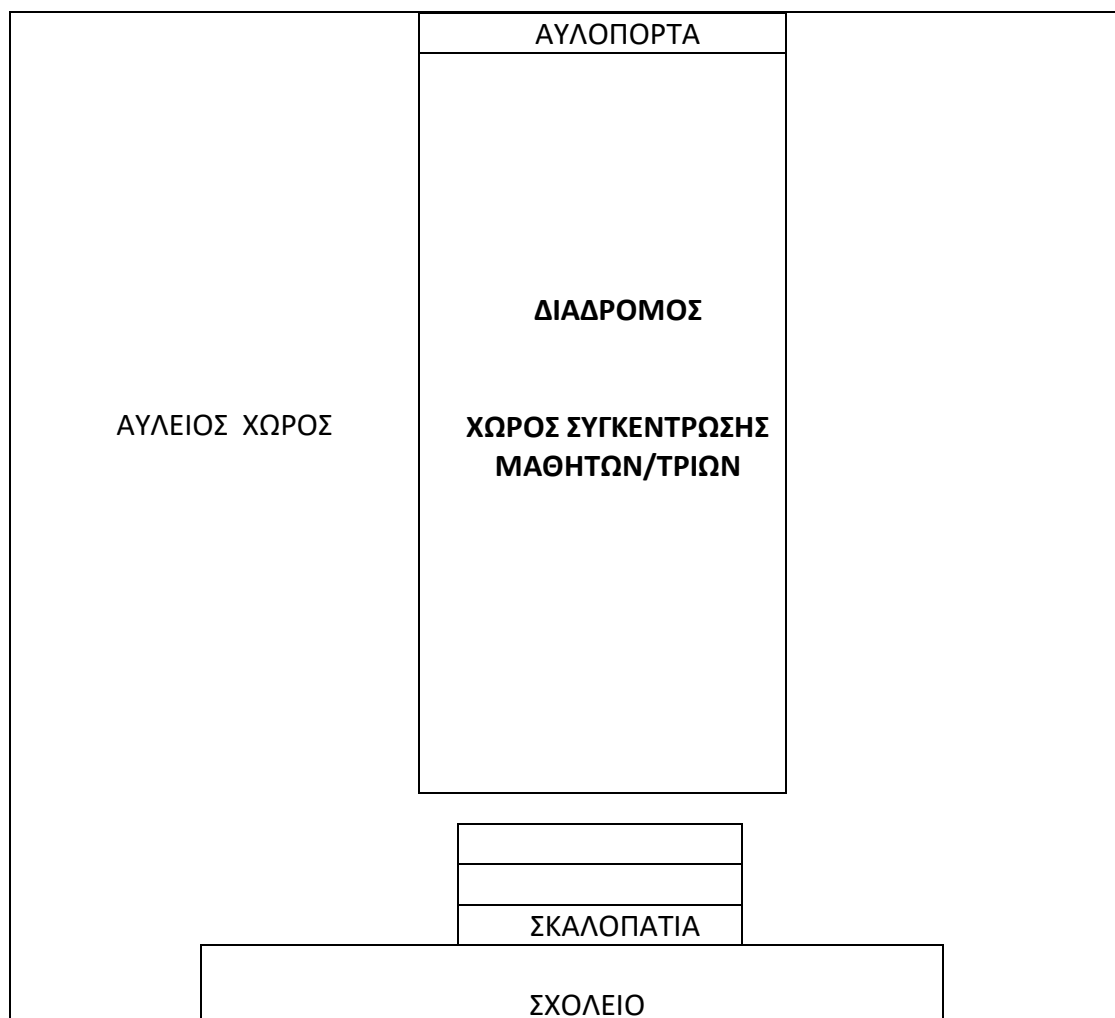 ΑΥΛΟΠΟΡΤΑ
ΔΙΑΔΡΟΜΟΣ
ΑΥΛΕΙΟΣ ΧΩΡΟΣ
ΧΩΡΟΣ ΣΥΓΚΕΝΤΡΩΣΗΣ
ΜΑΘΗΤΩΝ/ΤΡΙΩΝ
ΣΚΑΛΟΠΑΤΙΑ
ΣΧΟΛΕΙΟ